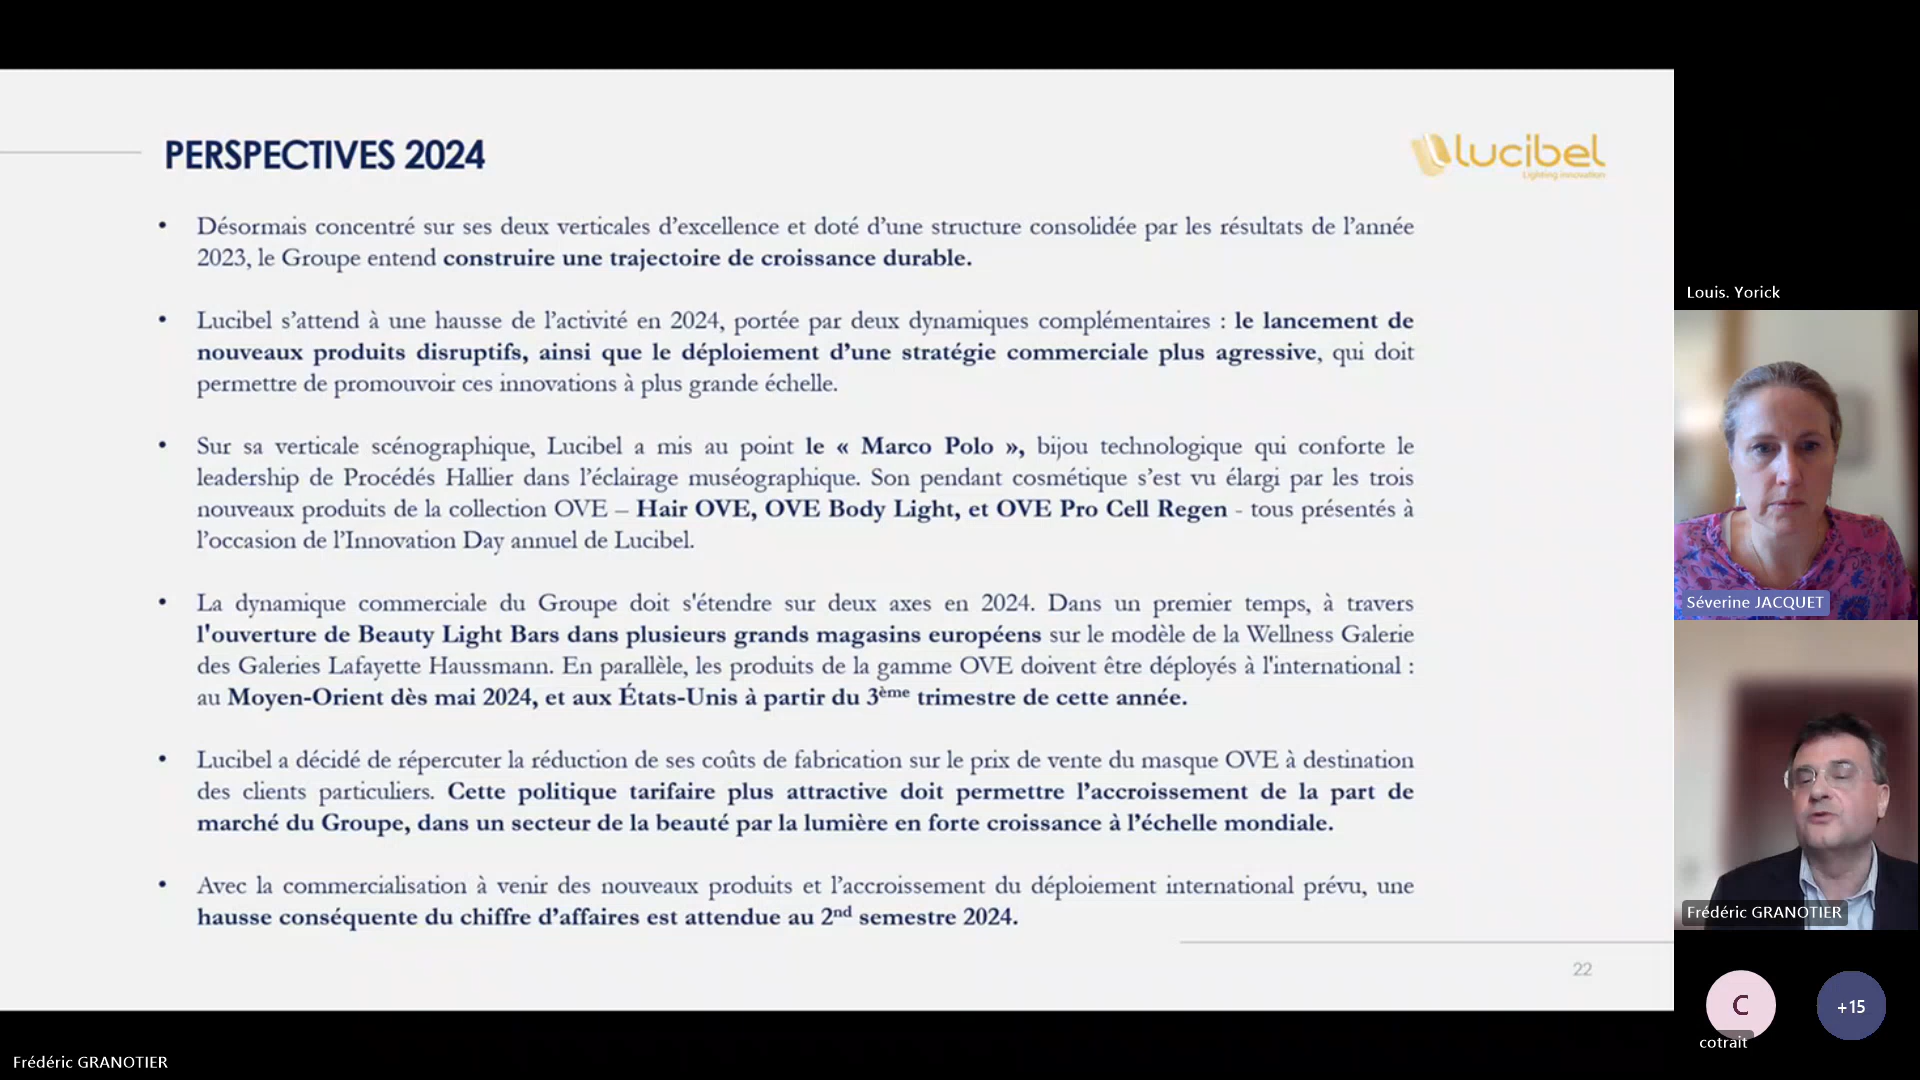 PERSPECTIVES 2024
lucibel
Lighting innovation
• Désormais concentré sur ses deux verticales d’excellence et doté d’une structure consolidée par les résultats de l’année
2023, le Groupe entend construire une trajectoire de croissance durable.
• Lucibel s’attend à une hausse de l’activité en 2024, portée par deux dynamiques complémentaires : le lancement de
nouveaux produits disruptifs, ainsi que le déploiement d’une stratégie commerciale plus agressive, qui doit
permettre de promouvoir ces innovations à plus grande échelle.
• Sur sa verticale scénographique, Lucibel a mis au point le « Marco Polo », bijou technologique qui conforte le
leadership de Procédés Hallier dans l’éclairage muséographique. Son pendant cosmétique s’est vu élargi par les trois
nouveaux produits de la collection OVE – Hair OVE, OVE Body Light, et OVE Pro Cell Regen - tous présentés à
l’occasion de l’Innovation Day annuel de Lucibel.
• La dynamique commerciale du Groupe doit s'étendre sur deux axes en 2024. Dans un premier temps, à travers
l'ouverture de Beauty Light Bars dans plusieurs grands magasins européens sur le modèle de la Wellness Galerie
des Galeries Lafayette Haussmann. En parallèle, les produits de la gamme OVE doivent être déployés à l'international :
au Moyen-Orient dès mai 2024, et aux États-Unis à partir du 3ème trimestre de cette année.
• Lucibel a décidé de répercuter la réduction de ses coûts de fabrication sur le prix de vente du masque OVE à destination
des clients particuliers. Cette politique tarifaire plus attractive doit permettre l’accroissement de la part de
marché du Groupe, dans un secteur de la beauté par la lumière en forte croissance à l’échelle mondiale.
• Avec la commercialisation à venir des nouveaux produits et l’accroissement du déploiement international prévu, une
hausse conséquente du chiffre d’affaires est attendue au 2nd semestre 2024.
22
Louis. Yorick
Séverine JACQUET
Frédéric GRANOTIER
C
+15
cotrait
Frédéric GRANOTIER